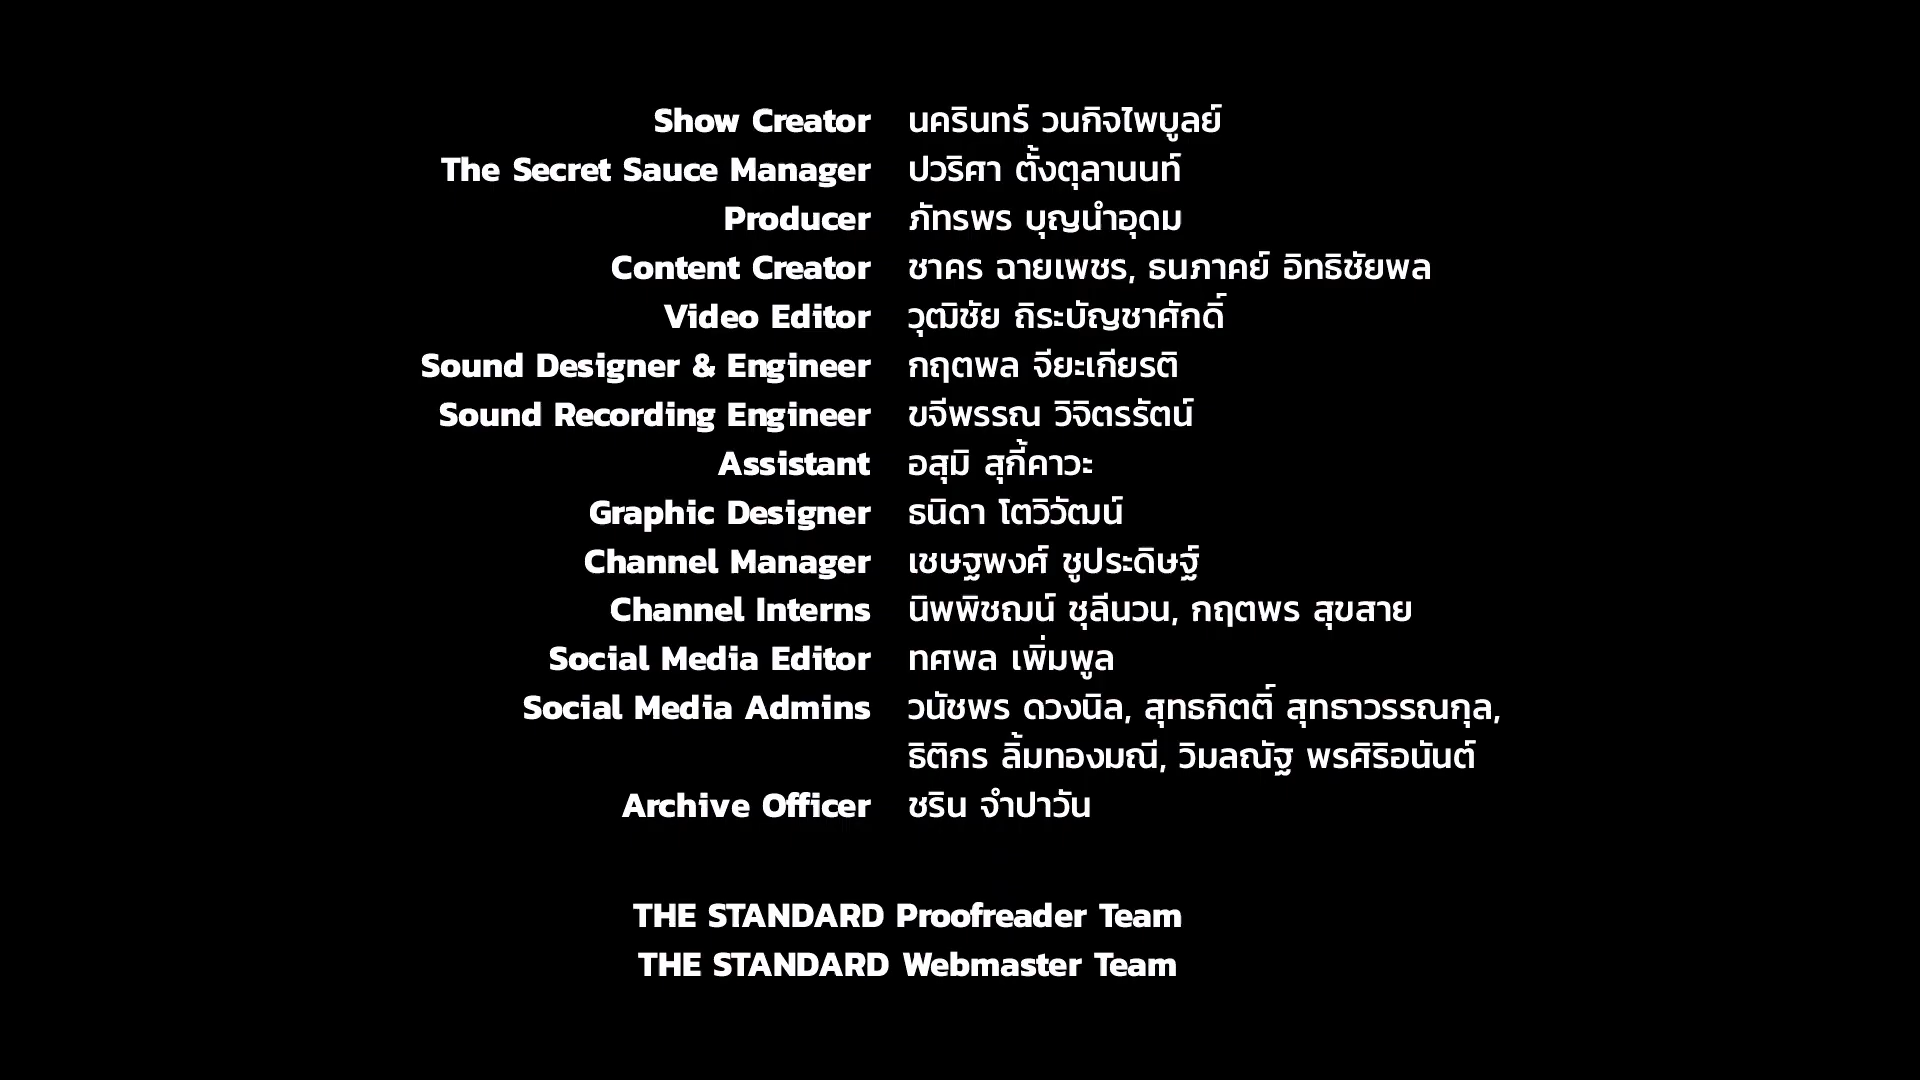 Show Creator นครินทร์ วนกิจไพบูลย์
The Secret Sauce Manager ปวริศา ตั้งตุลานนท์
Producer ภัทรพร บุญนำอุดม
Content Creator ชาคร ฉายเพชร, ธนภาคย์ อิทธิชัยพล
Video Editor วุฒิชัย ถิระบัญชาศักดิ์
Sound Designer & Engineer กฤตพล จียะเกียรติ
Sound Recording Engineer ขจีพรรณ วิจิตรรัตน์
Assistant อสุมิ สุกี้คาวะ
Graphic Designer ธนิดา โตวิวัฒน์
Channel Manager เชษฐพงศ์ ชูประดิษฐ์
Channel Interns นิพพิชฌน์ ชุลีนวน, กฤตพร สุขสาย
Social Media Editor ทศพล เพิ่มพูล
Social Media Admins วนัชพร ดวงนิล, สุทธกิตติ์ สุทธาวรรณกุล,
ธิติกร ลิ้มทองมณี, วิมลณัฐ พรศิริอนันต์
Archive Officer ชริน จำปาวัน
THE STANDARD Proofreader Team
THE STANDARD Webmaster Team